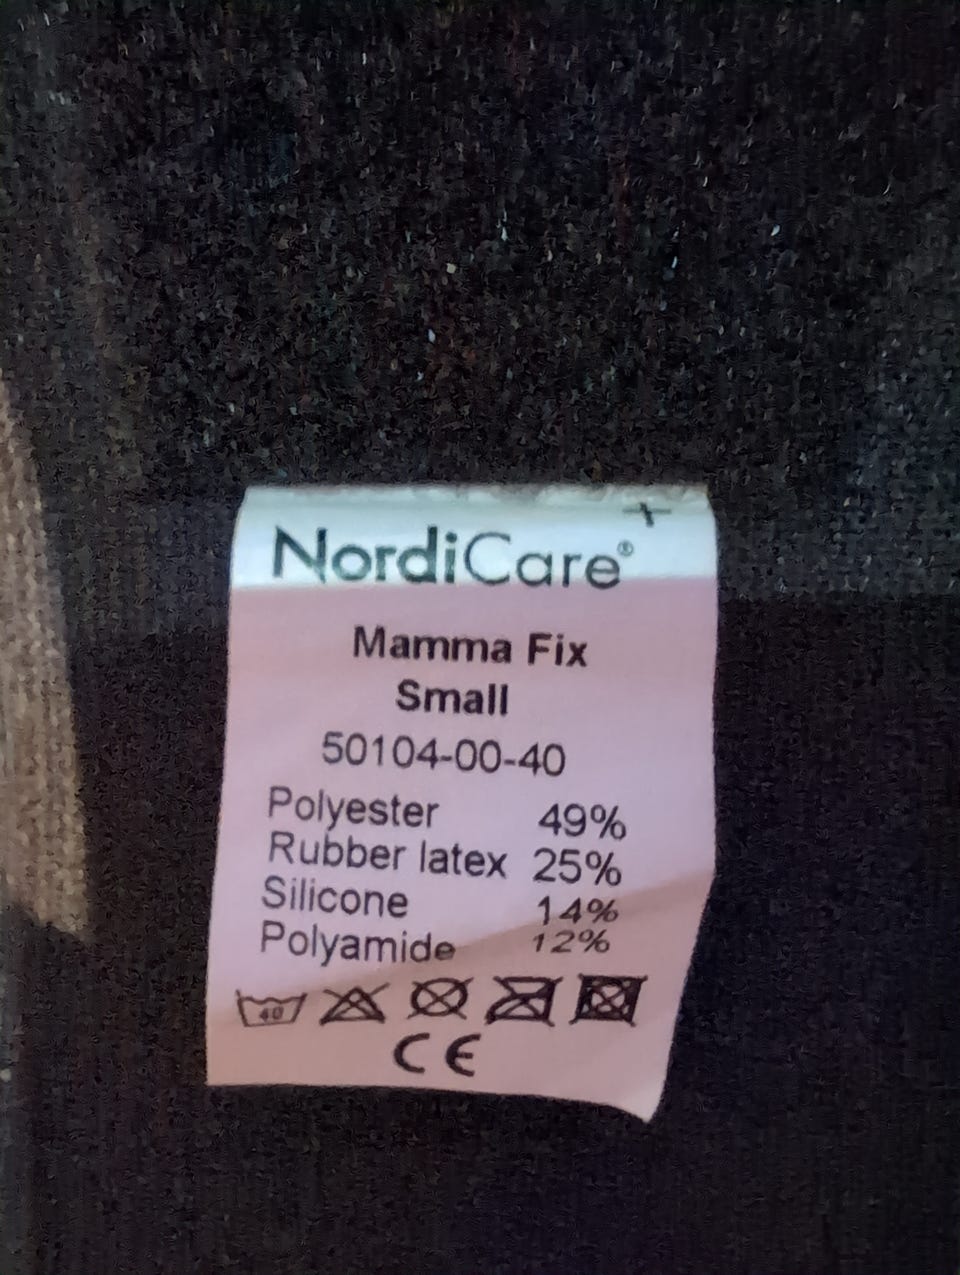 NordiCare®
Mamma Fix
Small
50104-00-40
Polyester 49%
Rubber latex 25%
Silicone 14%
Polyamide 12%
40
CE